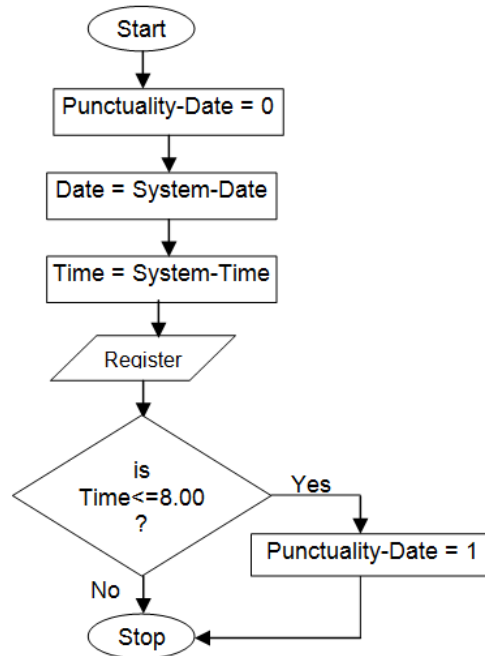 Start
Punctuality-Date = 0
Date = System-Date
Time = System-Time
Register
is
Time<=8.00
?
Yes
Punctuality-Date = 1
No
Stop